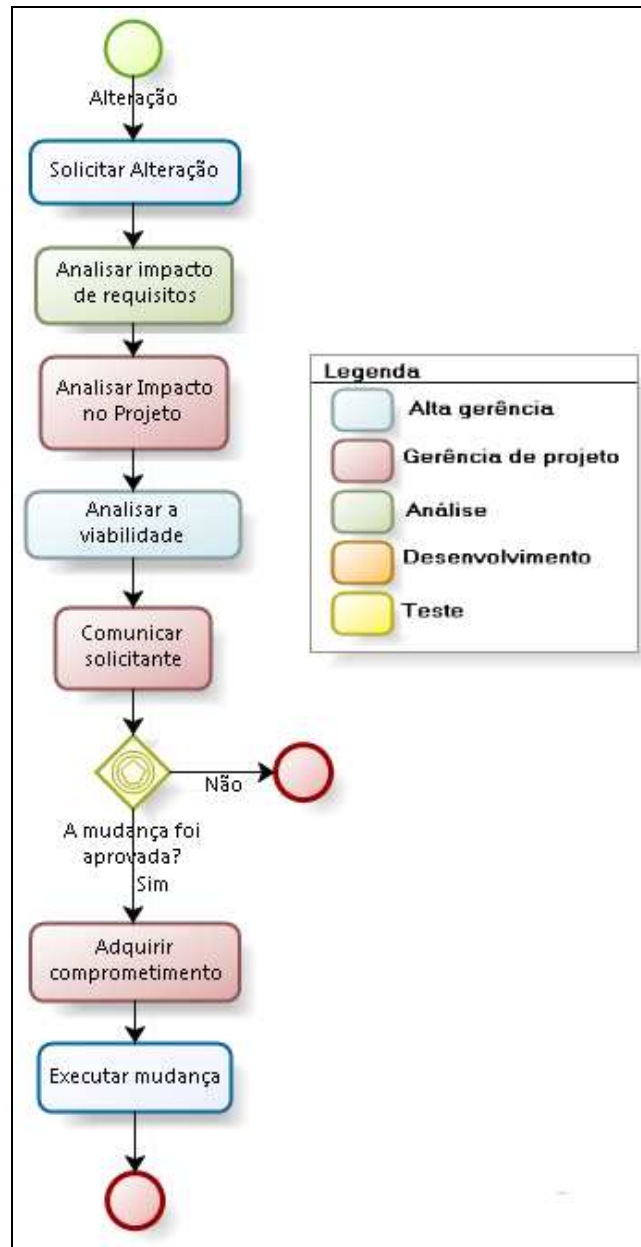 Alteração
Solicitar Alteração
Analisar impacto
de requisitos
Analisar Impacto
no Projeto
Analisar a
viabilidade
Comunicar
solicitante
Não
A mudança foi
aprovada?
Sim
Adquirir
comprometimento
Executar mudança
Legenda
Alta gerência
Gerência de projeto
Análise
Desenvolvimento
Teste